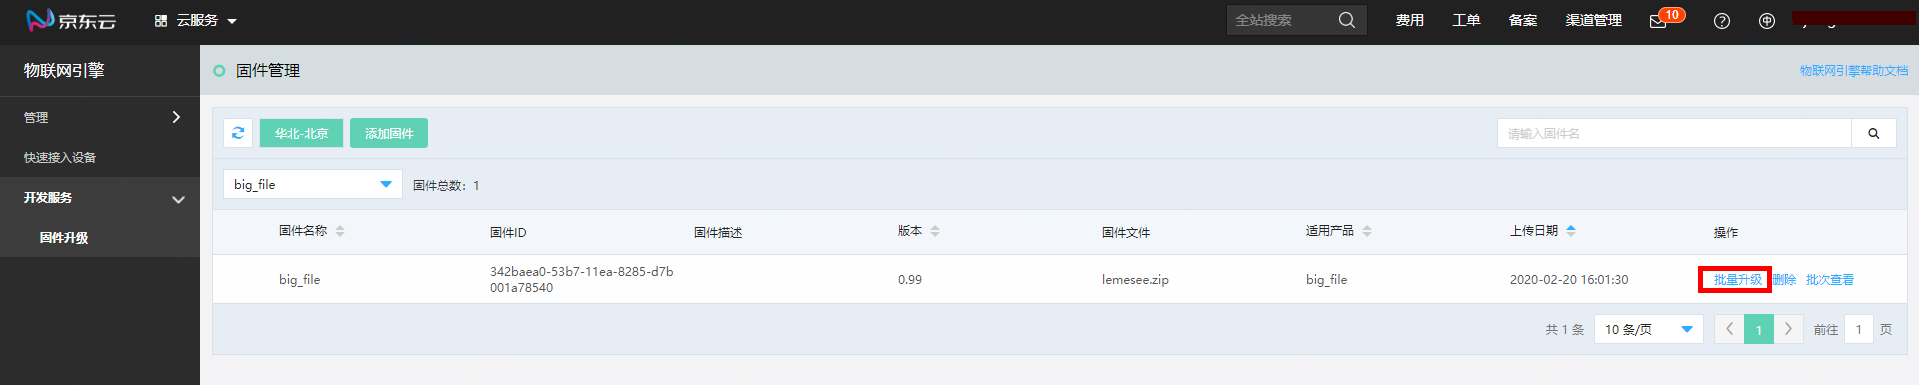 京东云 云服务 全站搜索 费用 工单 备案 渠道管理 10
物联网引擎
管理
快速接入设备
开发服务
固件升级
固件管理 物联网引擎帮助文档
华北-北京 添加固件 请输入固件名
big_file 固件总数：1
固件名称 固件ID 固件描述 版本 固件文件 适用产品 上传日期 操作
big_file 342baea0-53b7-11ea-8285-d7b 0.99 lemesee.zip big_file 2020-02-20 16:01:30 批量升级 删除 批次查看
001a78540
共 1 条 10 条/页 1 前往 1 页